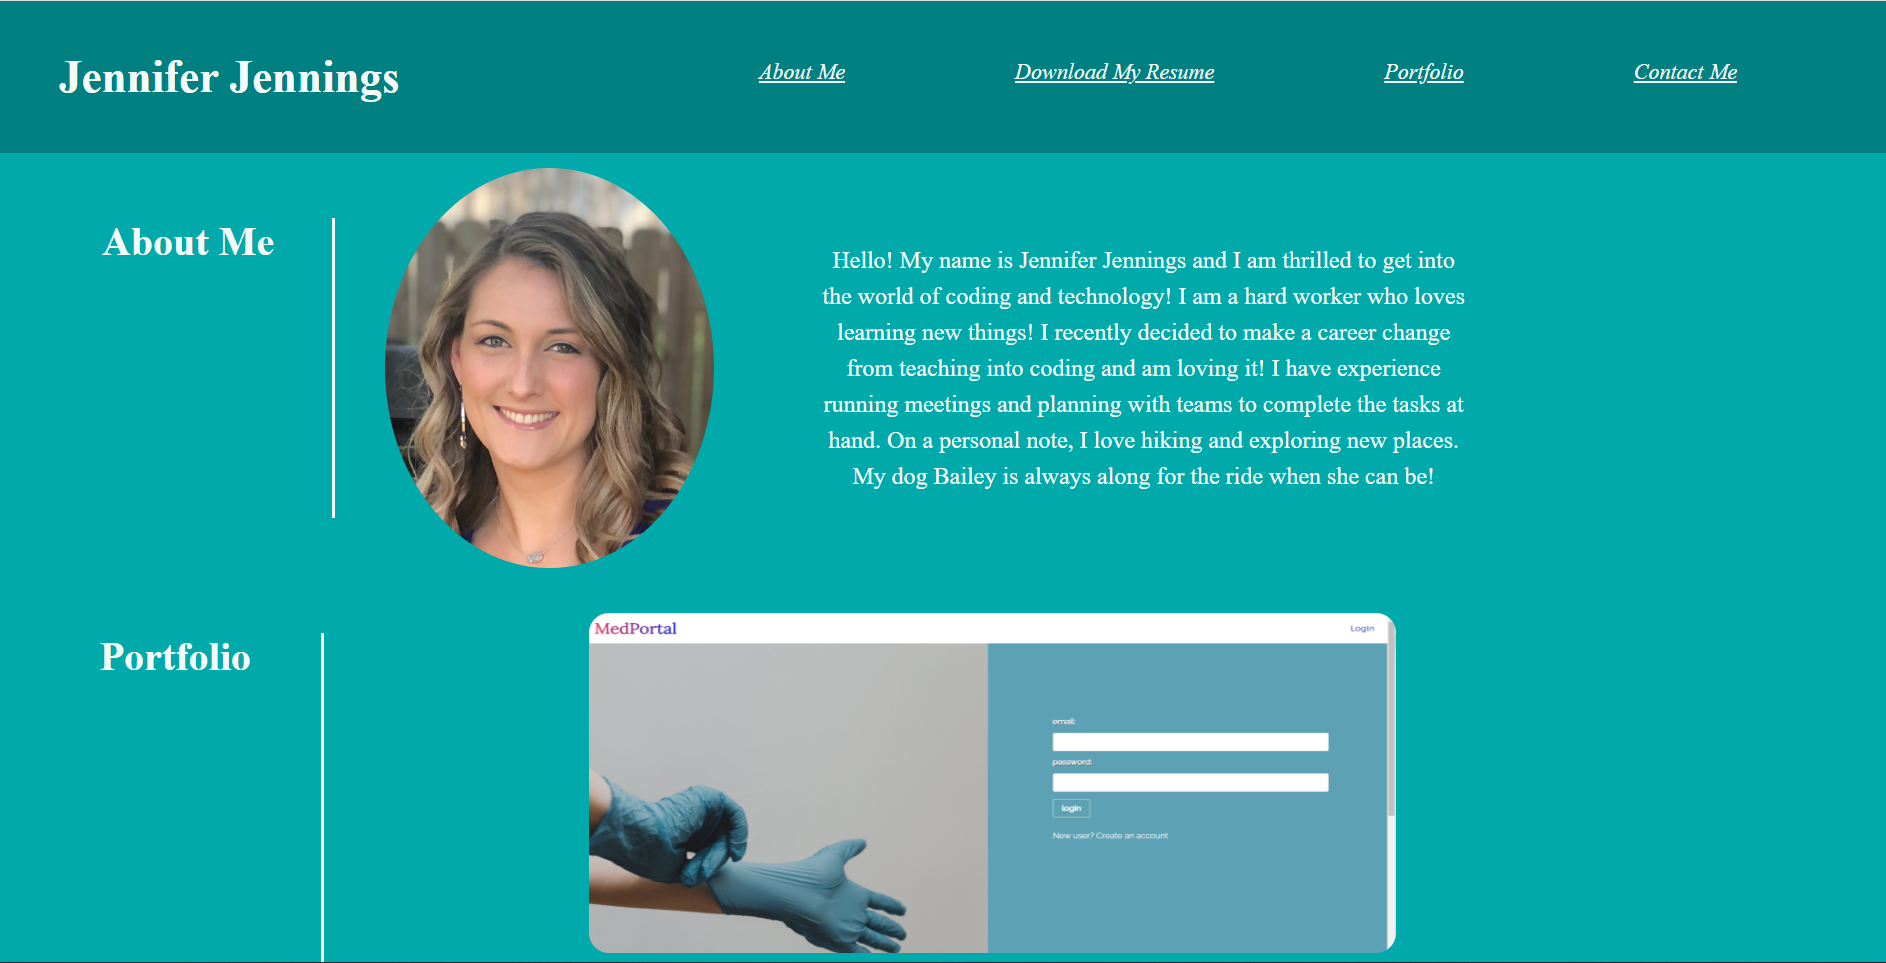 Jennifer Jennings
About Me
Download My Resume
Portfolio
Contact Me
About Me
Hello! My name is Jennifer Jennings and I am thrilled to get into
the world of coding and technology! I am a hard worker who loves
learning new things! I recently decided to make a career change
from teaching into coding and am loving it! I have experience
running meetings and planning with teams to complete the tasks at
hand. On a personal note, I love hiking and exploring new places.
My dog Bailey is always along for the ride when she can be!
Portfolio
MedPortal
Login
email:
password:
login
New user? Create an account